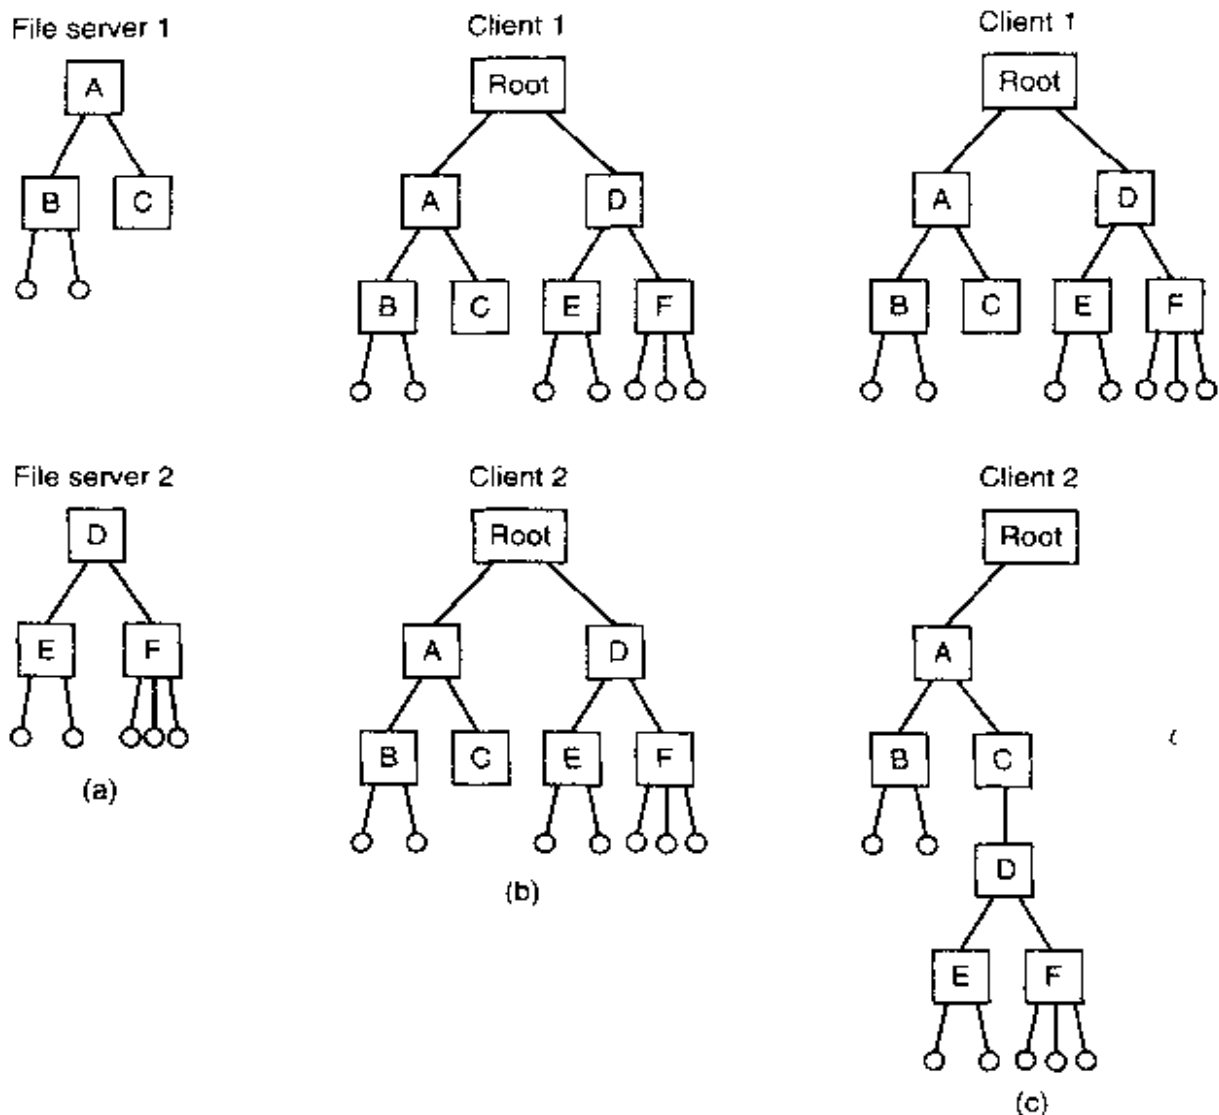 File server 1
Client 1
Client 1
A
Root
Root
B C
A D
A D
B C E F
B C E F
File server 2
Client 2
Client 2
D
Root
Root
E F
A D
A
B C E F
B C
(a)
D
(b)
E F
(c)